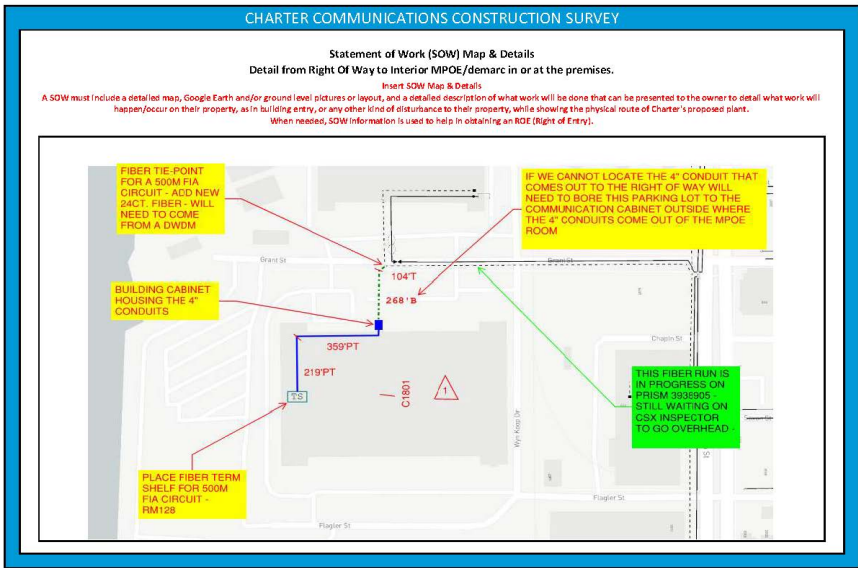 CHARTER COMMUNICATIONS CONSTRUCTION SURVEY
Statement of Work (SOW) Map & Details
Detail from Right Of Way to Interior MPOE/demarc in or at the premises.
Insert SOW Map & Details
A SOW must include a detailed map, Google Earth and/or ground level pictures or layout, and a detailed description of what work will be done that can be presented to the owner to detail what work will
happen/occur on their property, as in building entry, or any other kind of disturbance to their property, while showing the physical route of Charter's proposed plant.
When needed, SOW information is used to help in obtaining an ROE (Right of Entry).
FIBER TIE-POINT
FOR A 500M FIA
CIRCUIT - ADD NEW
24CT. FIBER - WILL
NEED TO COME
FROM A DWDM
IF WE CANNOT LOCATE THE 4" CONDUIT THAT
COMES OUT TO THE RIGHT OF WAY WILL
NEED TO BORE THIS PARKING LOT TO THE
COMMUNICATION CABINET OUTSIDE WHERE
THE 4" CONDUITS COME OUT OF THE MPOE
ROOM
Grant St
Grant St
104'T
268'B
BUILDING CABINET
HOUSING THE 4"
CONDUITS
359'PT
219'PT
TS
C1801
1
Chapin St
Wyn Koop Dr
THIS FIBER RUN IS
IN PROGRESS ON
PRISM 3938905 -
STILL WAITING ON
CSX INSPECTOR
TO GO OVERHEAD -
St
PLACE FIBER TERM
SHELF FOR 500M
FIA CIRCUIT -
RM128
Flagler St
Flagler St